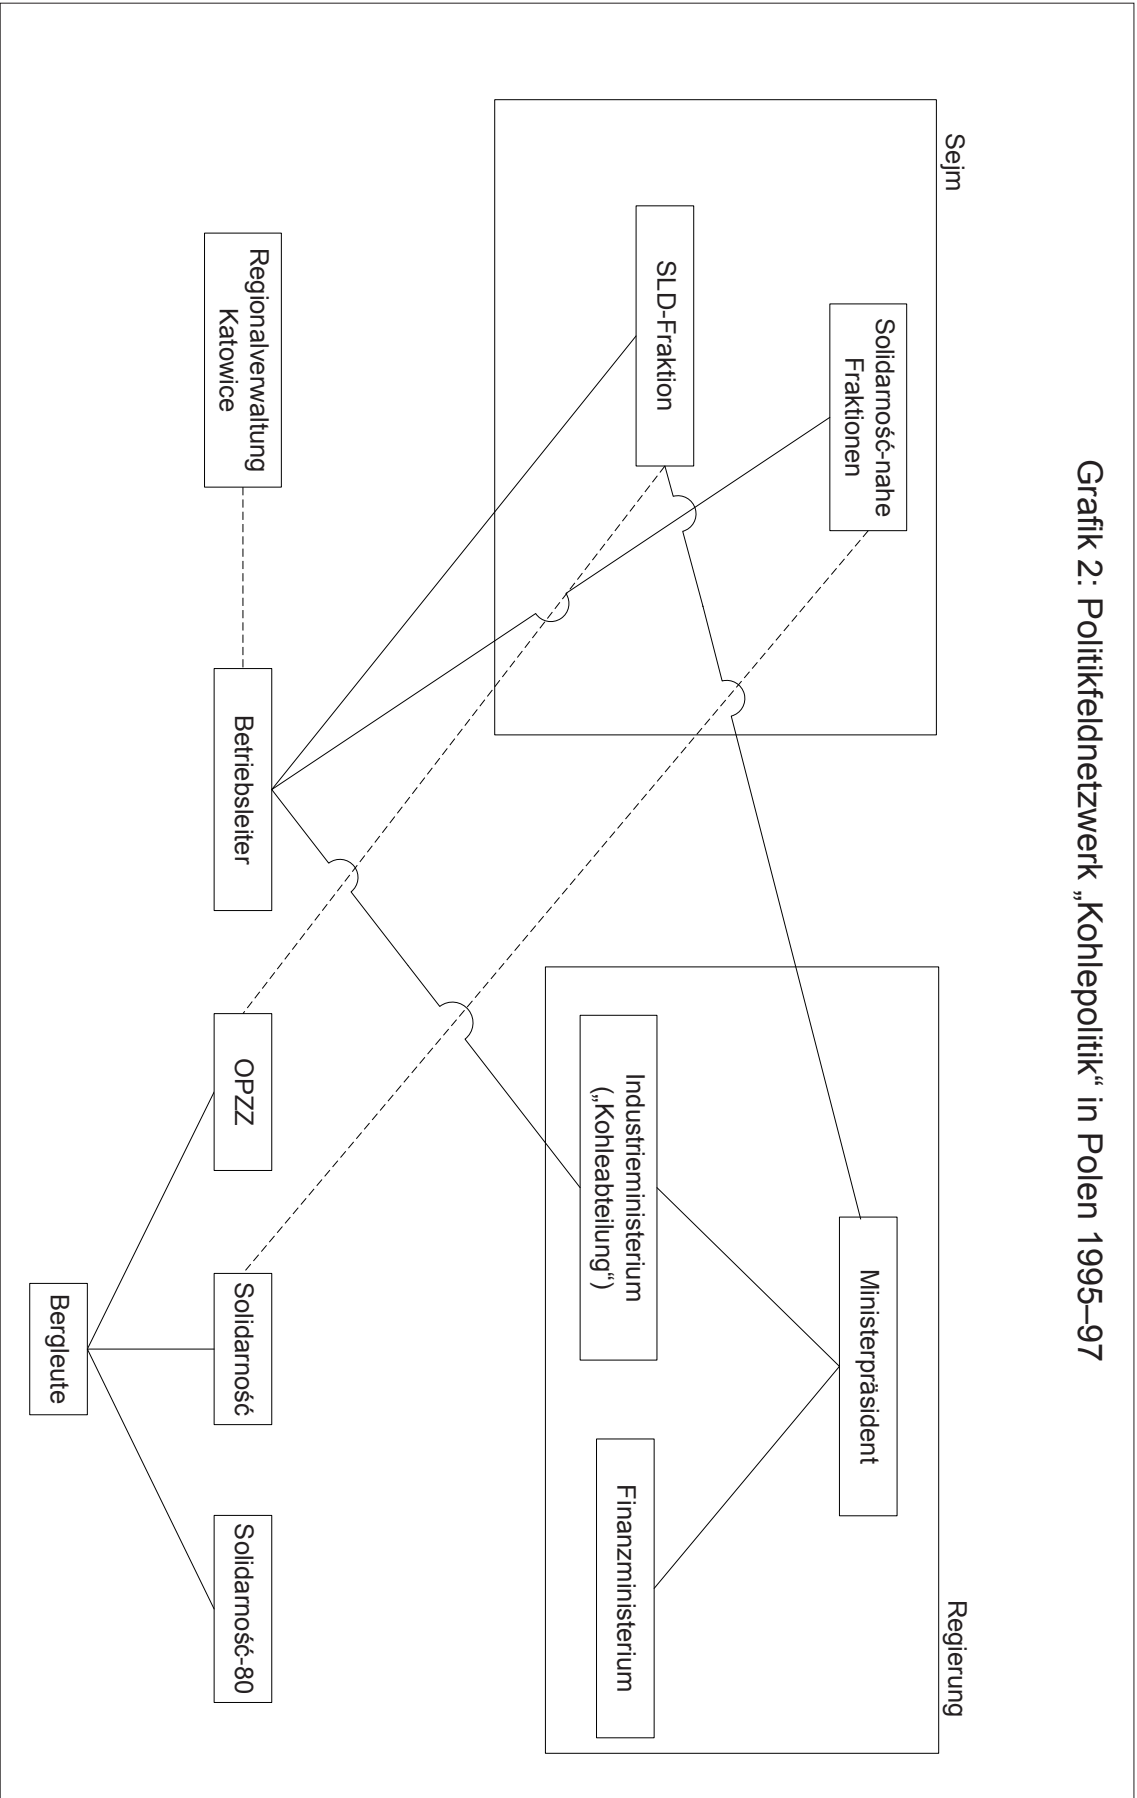 Grafik 2: Politikfeldnetzwerk „Kohlepolitik“ in Polen 1995–97
Sejm
Regierung
Solidarność-nahe
Fraktionen
Ministerpräsident
SLD-Fraktion
Industrieministerium
(„Kohleabteilung“)
Finanzministerium
Regionalverwaltung
Katowice
Betriebsleiter
OPZZ
Solidarność
Solidarność-80
Bergleute